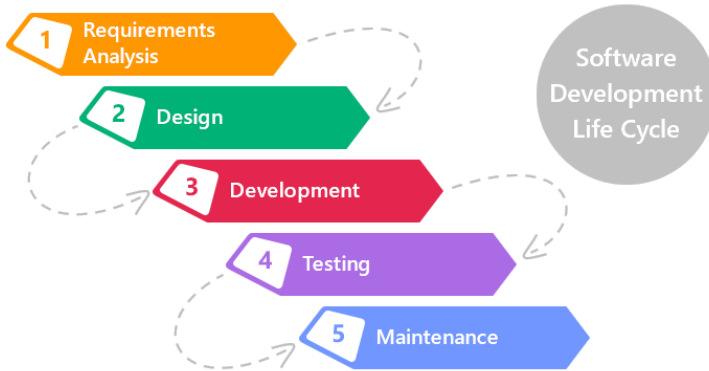 1
Requirements
Analysis
2
Design
3
Development
4
Testing
5
Maintenance
Software
Development
Life Cycle